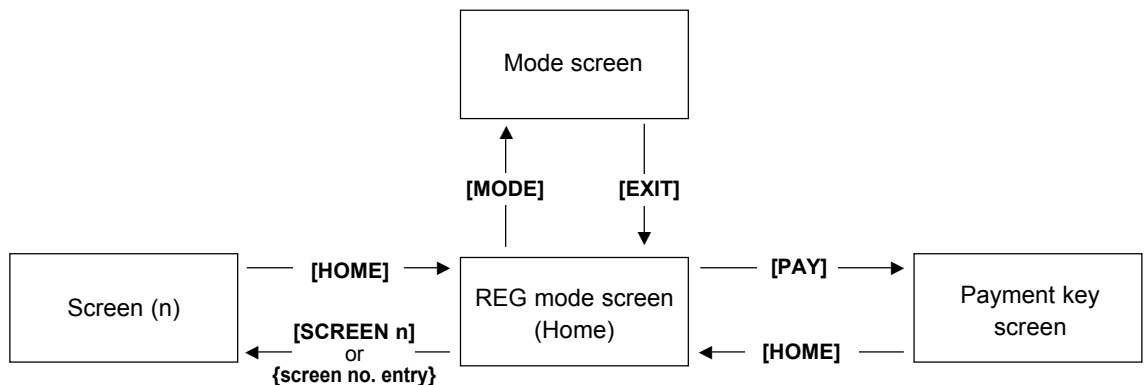 Mode screen
[MODE]
[EXIT]
Screen (n)
[HOME]
[SCREEN n]
or
{screen no. entry}
REG mode screen
(Home)
[PAY]
[HOME]
Payment key
screen